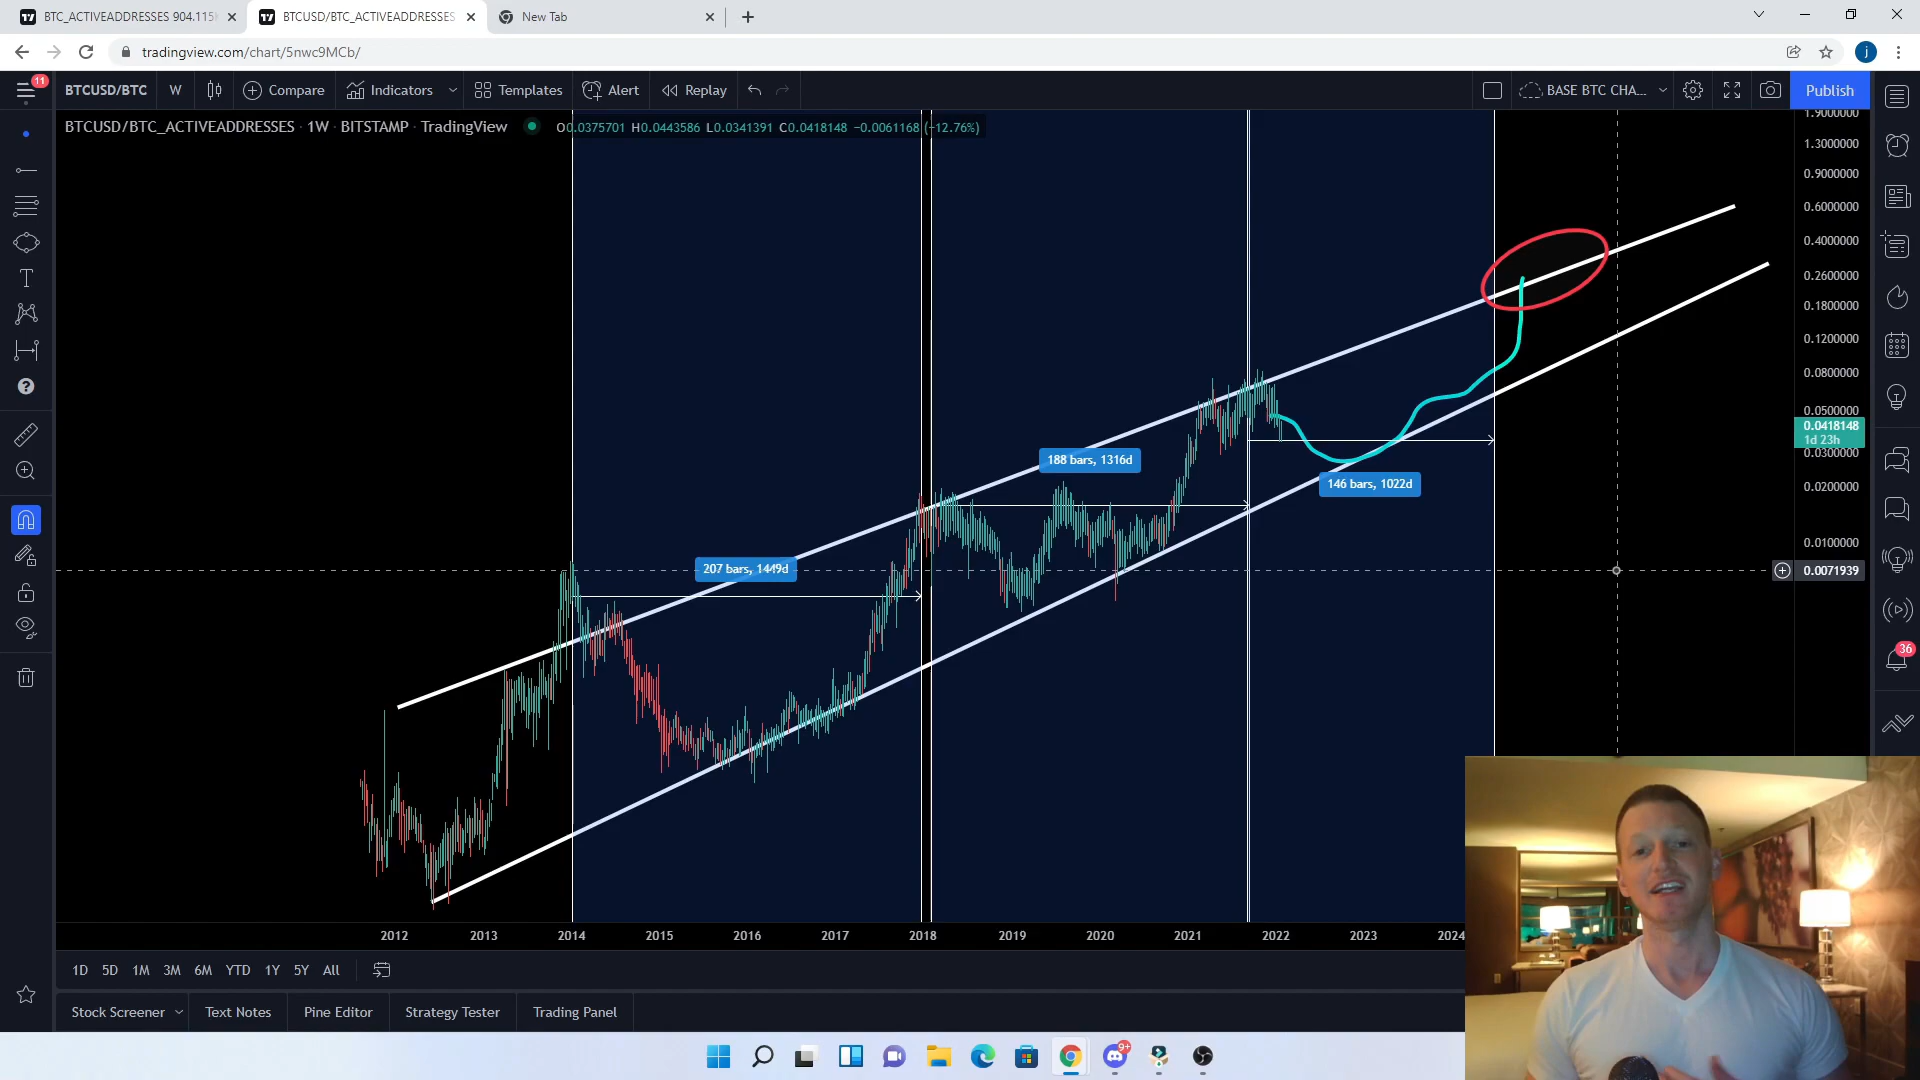 BTC_ACTIVEADDRESSES 904.115
BTCUSD/BTC_ACTIVEADDRESSES
New Tab
tradingview.com/chart/5nwc9MCb/
j
11
BTCUSD/BTC
W
Compare
Indicators
Templates
Alert
Replay
BASE BTC CHA...
Publish
BTCUSD/BTC_ACTIVEADDRESSES · 1W · BITSTAMP · TradingView
O0.0375701 H0.0443586 L0.0341391 C0.0418148 −0.0061168 (−12.76%)
1.9000000
1.3000000
0.9000000
0.6000000
0.4000000
0.2600000
0.1800000
0.1200000
0.0800000
0.0500000
0.0418148
1d 23h
0.0300000
0.0200000
0.0100000
0.0071939
188 bars, 1316d
146 bars, 1022d
207 bars, 1449d
36
2012
2013
2014
2015
2016
2017
2018
2019
2020
2021
2022
2023
2024
1D
5D
1M
3M
6M
YTD
1Y
5Y
All
Stock Screener
Text Notes
Pine Editor
Strategy Tester
Trading Panel
9+